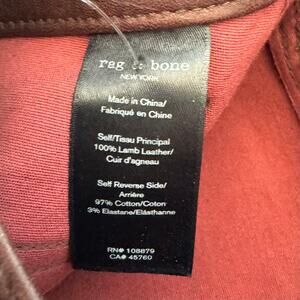 rag & bone
NEW YORK
Made in China/
Fabriqué en Chine
Self/Tissu Principal
100% Lamb Leather/
Cuir d'agneau
Self Reverse Side/
Arrière
97% Cotton/Coton
3% Elastane/Elásthanne
RN# 108879
CA# 45760